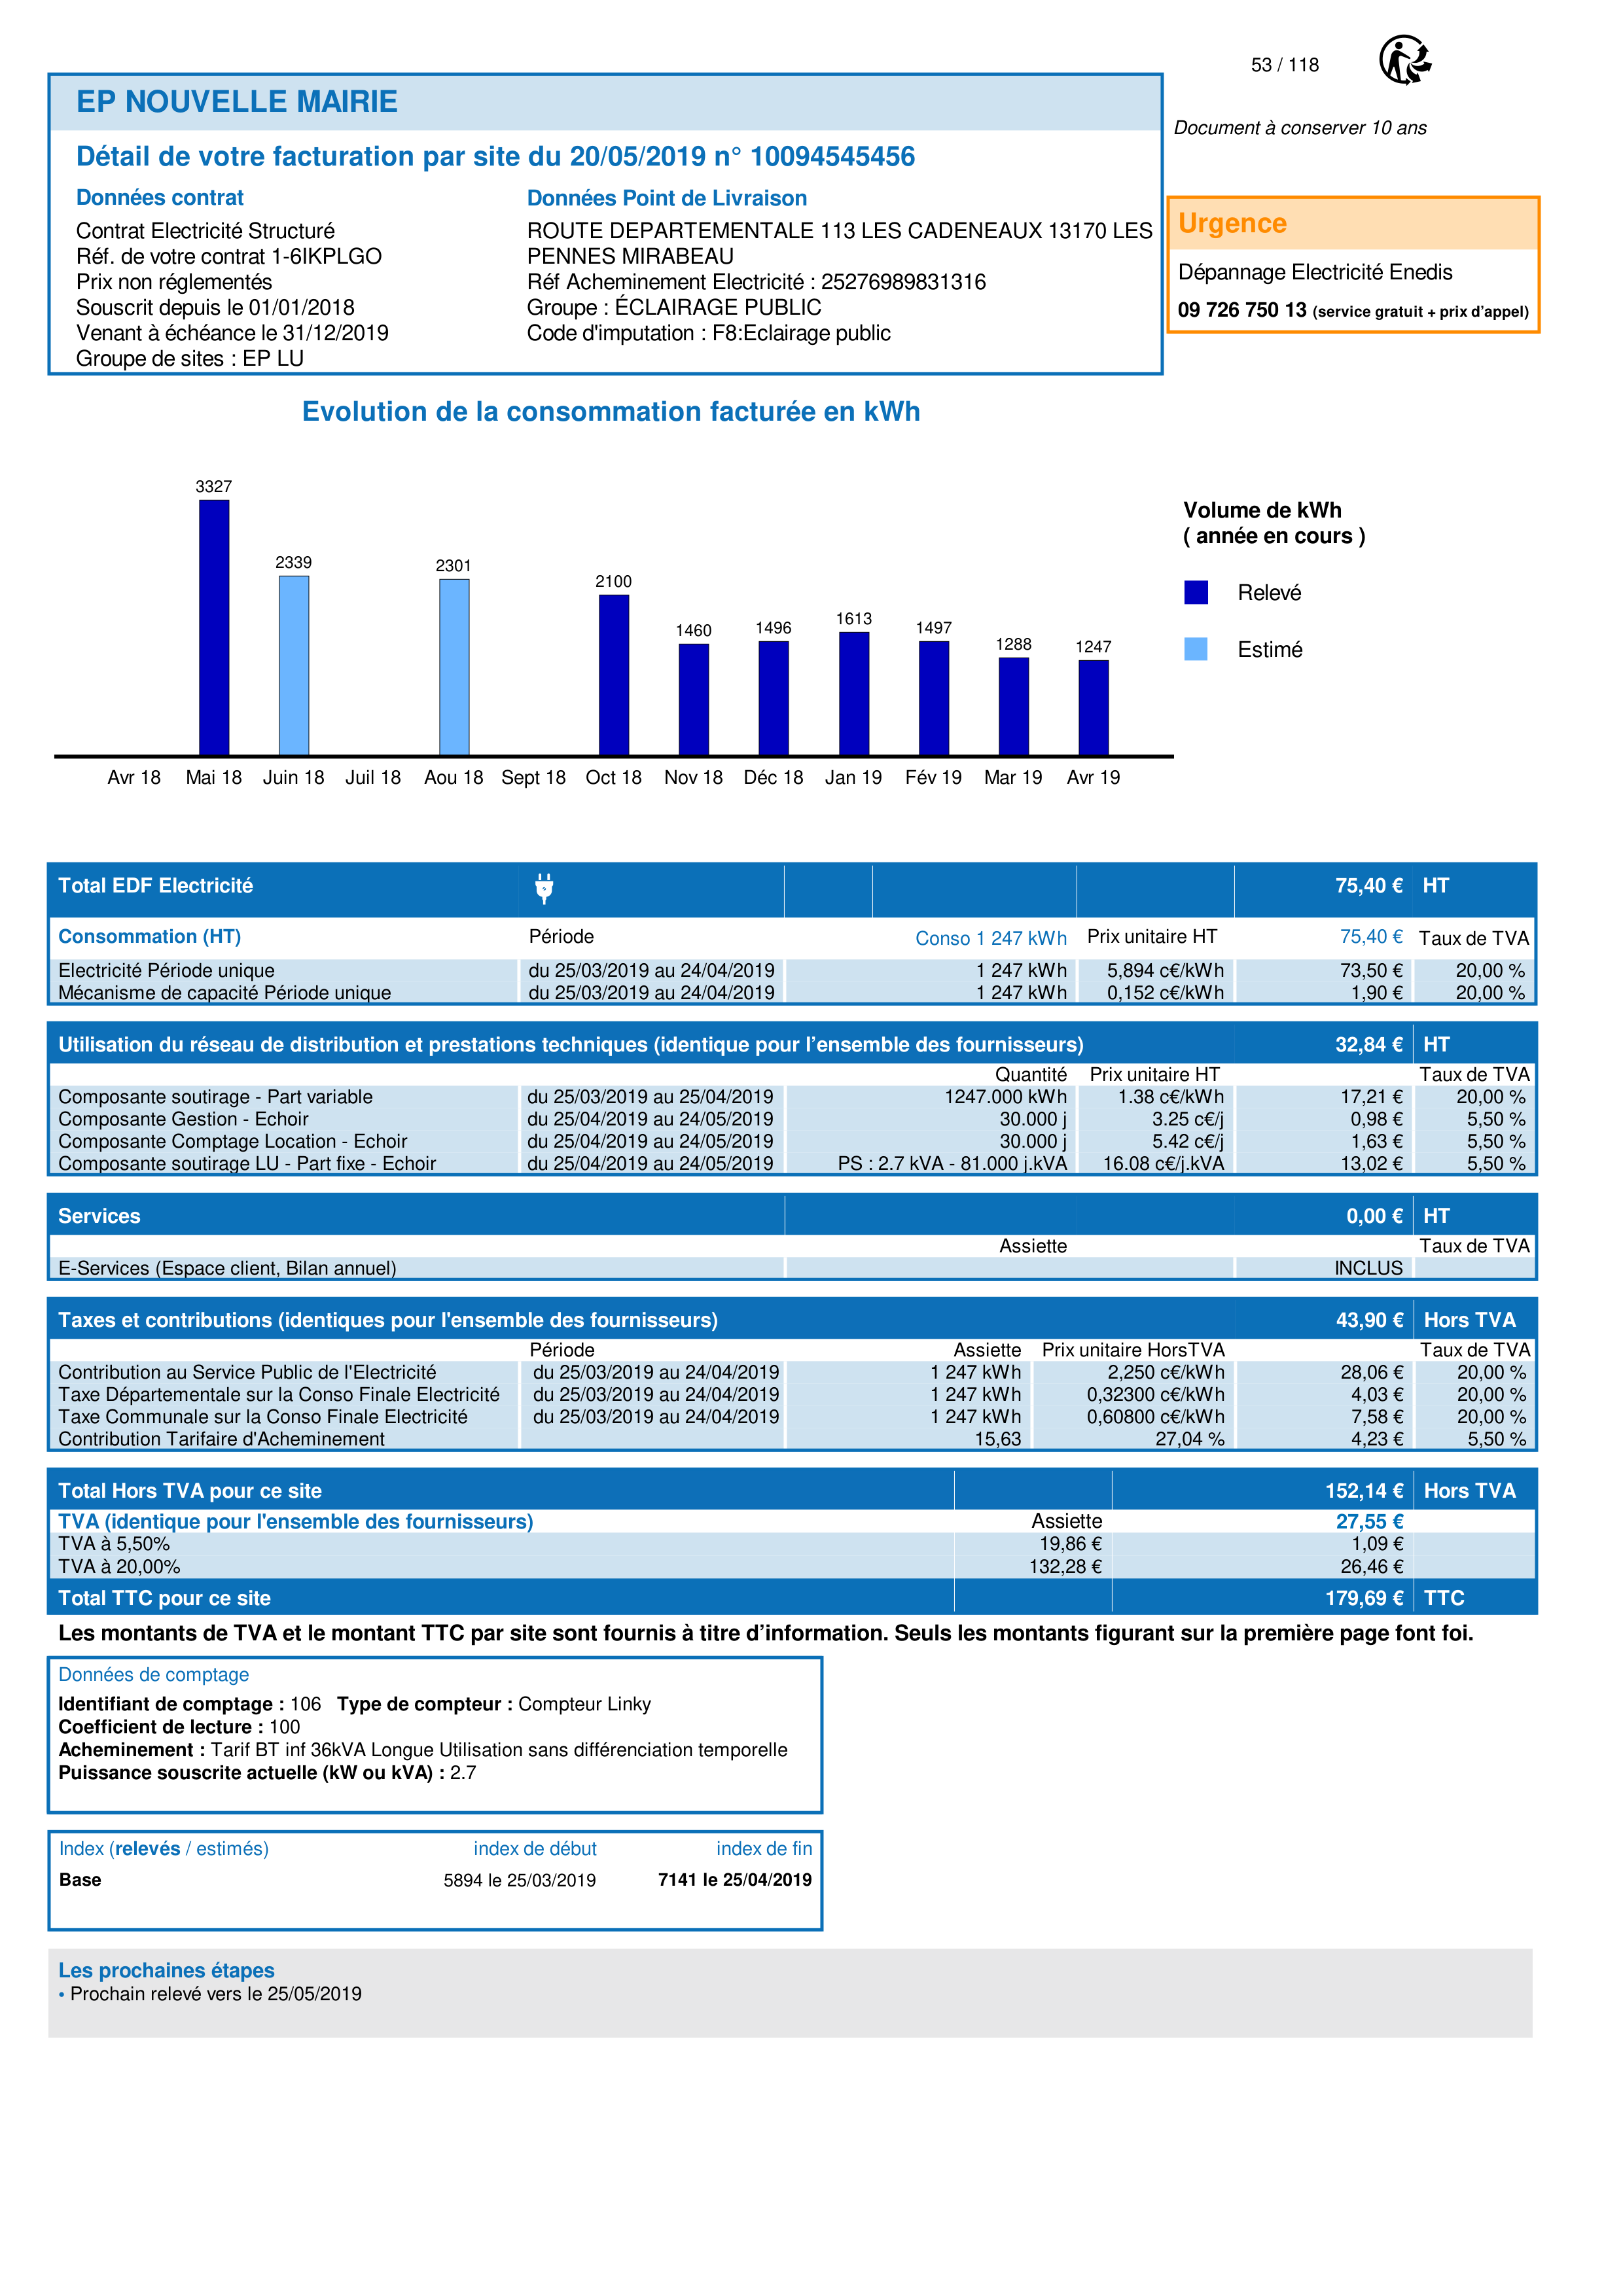 53 / 118
EP NOUVELLE MAIRIE
Document à conserver 10 ans
Détail de votre facturation par site du 20/05/2019 n° 10094545456
Données contrat
Contrat Electricité Structuré
Réf. de votre contrat 1-6IKPLGO
Prix non réglementés
Souscrit depuis le 01/01/2018
Venant à échéance le 31/12/2019
Groupe de sites : EP LU
Données Point de Livraison
ROUTE DEPARTEMENTALE 113 LES CADENEAUX 13170 LES
PENNES MIRABEAU
Réf Acheminement Electricité : 25276989831316
Groupe : ÉCLAIRAGE PUBLIC
Code d'imputation : F8:Eclairage public
Urgence
Dépannage Electricité Enedis
09 726 750 13 (service gratuit + prix d’appel)
Evolution de la consommation facturée en kWh
3327
2339
2301
2100
1460
1496
1613
1497
1288
1247
Avr 18 Mai 18 Juin 18 Juil 18 Aou 18 Sept 18 Oct 18 Nov 18 Déc 18 Jan 19 Fév 19 Mar 19 Avr 19
Volume de kWh
( année en cours )
Relevé
Estimé
Total EDF Electricité 75,40 € HT
Consommation (HT) Période Conso 1 247 kWh Prix unitaire HT 75,40 € Taux de TVA
Electricité Période unique du 25/03/2019 au 24/04/2019 1 247 kWh 5,894 c€/kWh 73,50 € 20,00 %
Mécanisme de capacité Période unique du 25/03/2019 au 24/04/2019 1 247 kWh 0,152 c€/kWh 1,90 € 20,00 %
Utilisation du réseau de distribution et prestations techniques (identique pour l’ensemble des fournisseurs) 32,84 € HT
Quantité Prix unitaire HT Taux de TVA
Composante soutirage - Part variable du 25/03/2019 au 25/04/2019 1247.000 kWh 1.38 c€/kWh 17,21 € 20,00 %
Composante Gestion - Echoir du 25/04/2019 au 24/05/2019 30.000 j 3.25 c€/j 0,98 € 5,50 %
Composante Comptage Location - Echoir du 25/04/2019 au 24/05/2019 30.000 j 5.42 c€/j 1,63 € 5,50 %
Composante soutirage LU - Part fixe - Echoir du 25/04/2019 au 24/05/2019 PS : 2.7 kVA - 81.000 j.kVA 16.08 c€/j.kVA 13,02 € 5,50 %
Services 0,00 € HT
Assiette Taux de TVA
E-Services (Espace client, Bilan annuel) INCLUS
Taxes et contributions (identiques pour l'ensemble des fournisseurs) 43,90 € Hors TVA
Période Assiette Prix unitaire HorsTVA Taux de TVA
Contribution au Service Public de l'Electricité du 25/03/2019 au 24/04/2019 1 247 kWh 2,250 c€/kWh 28,06 € 20,00 %
Taxe Départementale sur la Conso Finale Electricité du 25/03/2019 au 24/04/2019 1 247 kWh 0,32300 c€/kWh 4,03 € 20,00 %
Taxe Communale sur la Conso Finale Electricité du 25/03/2019 au 24/04/2019 1 247 kWh 0,60800 c€/kWh 7,58 € 20,00 %
Contribution Tarifaire d'Acheminement 15,63 27,04 % 4,23 € 5,50 %
Total Hors TVA pour ce site 152,14 € Hors TVA
TVA (identique pour l'ensemble des fournisseurs) Assiette 27,55 €
TVA à 5,50% 19,86 € 1,09 €
TVA à 20,00% 132,28 € 26,46 €
Total TTC pour ce site 179,69 € TTC
Les montants de TVA et le montant TTC par site sont fournis à titre d’information. Seuls les montants figurant sur la première page font foi.
Données de comptage
Identifiant de comptage : 106 Type de compteur : Compteur Linky
Coefficient de lecture : 100
Acheminement : Tarif BT inf 36kVA Longue Utilisation sans différenciation temporelle
Puissance souscrite actuelle (kW ou kVA) : 2.7
Index (relevés / estimés) index de début index de fin
Base 5894 le 25/03/2019 7141 le 25/04/2019
Les prochaines étapes
• Prochain relevé vers le 25/05/2019